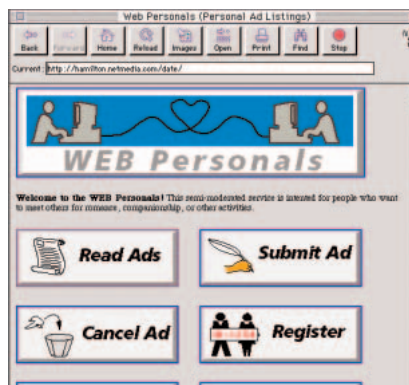 Web Personals (Personal Ad Listings)
Back Forward Home Reload Images Open Print Find Stop
Current: http://hamilton.netmedia.com/date/
WEB Personals
Welcome to the WEB Personals! This semi-moderated service is intented for people who want
to meet others for romance, companionship, or other activities.
Read Ads Submit Ad
Cancel Ad Register